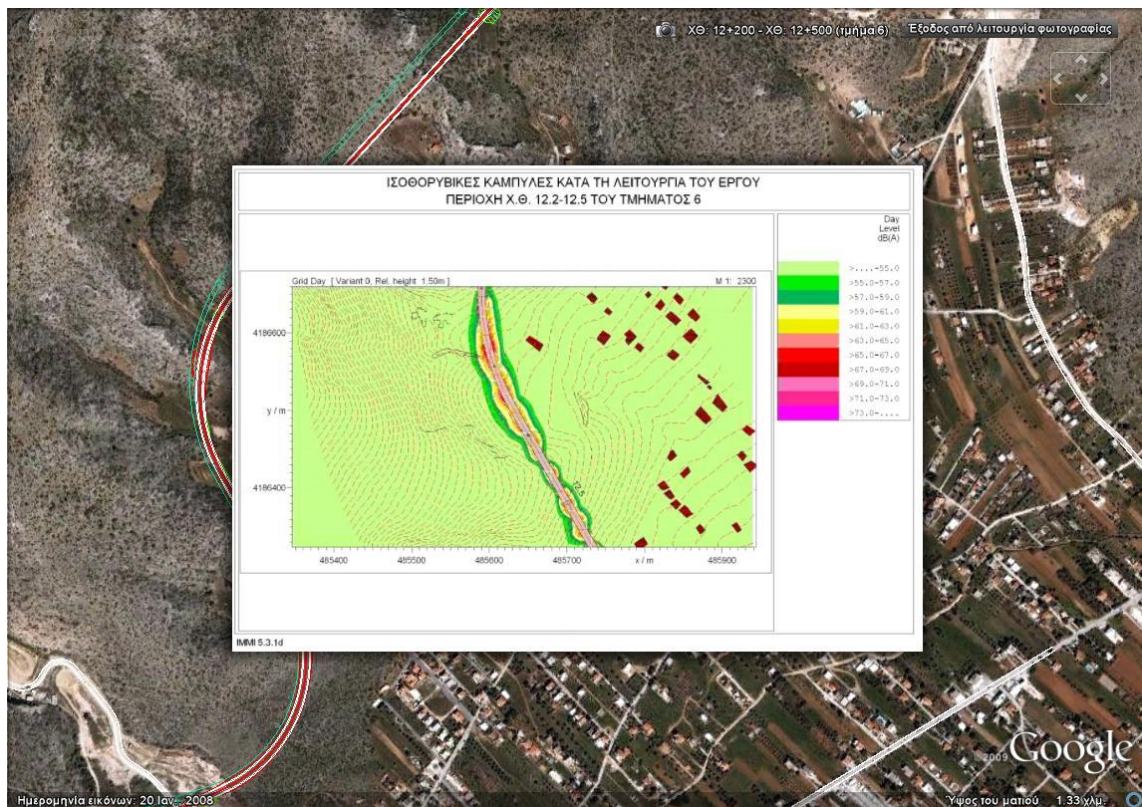 ΧΘ: 12+200 - ΧΘ: 12+500 (τμήμα 6)
Έξοδος από λειτουργία φωτογραφίας
ΙΣΟΘΟΡΥΒΙΚΕΣ ΚΑΜΠΥΛΕΣ ΚΑΤΑ ΤΗ ΛΕΙΤΟΥΡΓΙΑ ΤΟΥ ΕΡΓΟΥ
ΠΕΡΙΟΧΗ Χ.Θ. 12.2-12.5 ΤΟΥ ΤΜΗΜΑΤΟΣ 6
Day
Level
dB(A)
>....-55.0
>55.0-57.0
>57.0-59.0
>59.0-61.0
>61.0-63.0
>63.0-65.0
>65.0-67.0
>67.0-69.0
>69.0-71.0
>71.0-73.0
>73.0-....
Grid Day [ Variant 0, Rel. height 1.50m ]
M 1: 2300
4186600
y / m
4186400
12.5
485400
485500
485600
485700
x / m
485900
IMMI 5.3.1d
©2009 Google
Ημερομηνία εικόνων: 20 Ιαν., 2008
Ύψος του ματιού 1.33 χλμ.